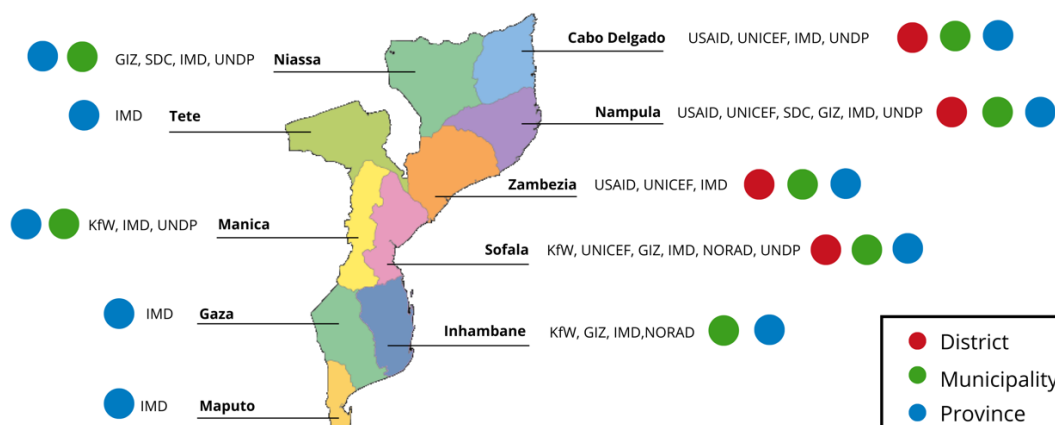 Cabo Delgado USAID, UNICEF, IMD, UNDP
GIZ, SDC, IMD, UNDP Niassa
IMD Tete
Nampula USAID, UNICEF, SDC, GIZ, IMD, UNDP
Zambezia USAID, UNICEF, IMD
KfW, IMD, UNDP Manica
Sofala KfW, UNICEF, GIZ, IMD, NORAD, UNDP
IMD Gaza
Inhambane KfW, GIZ, IMD,NORAD
IMD Maputo
District
Municipality
Province